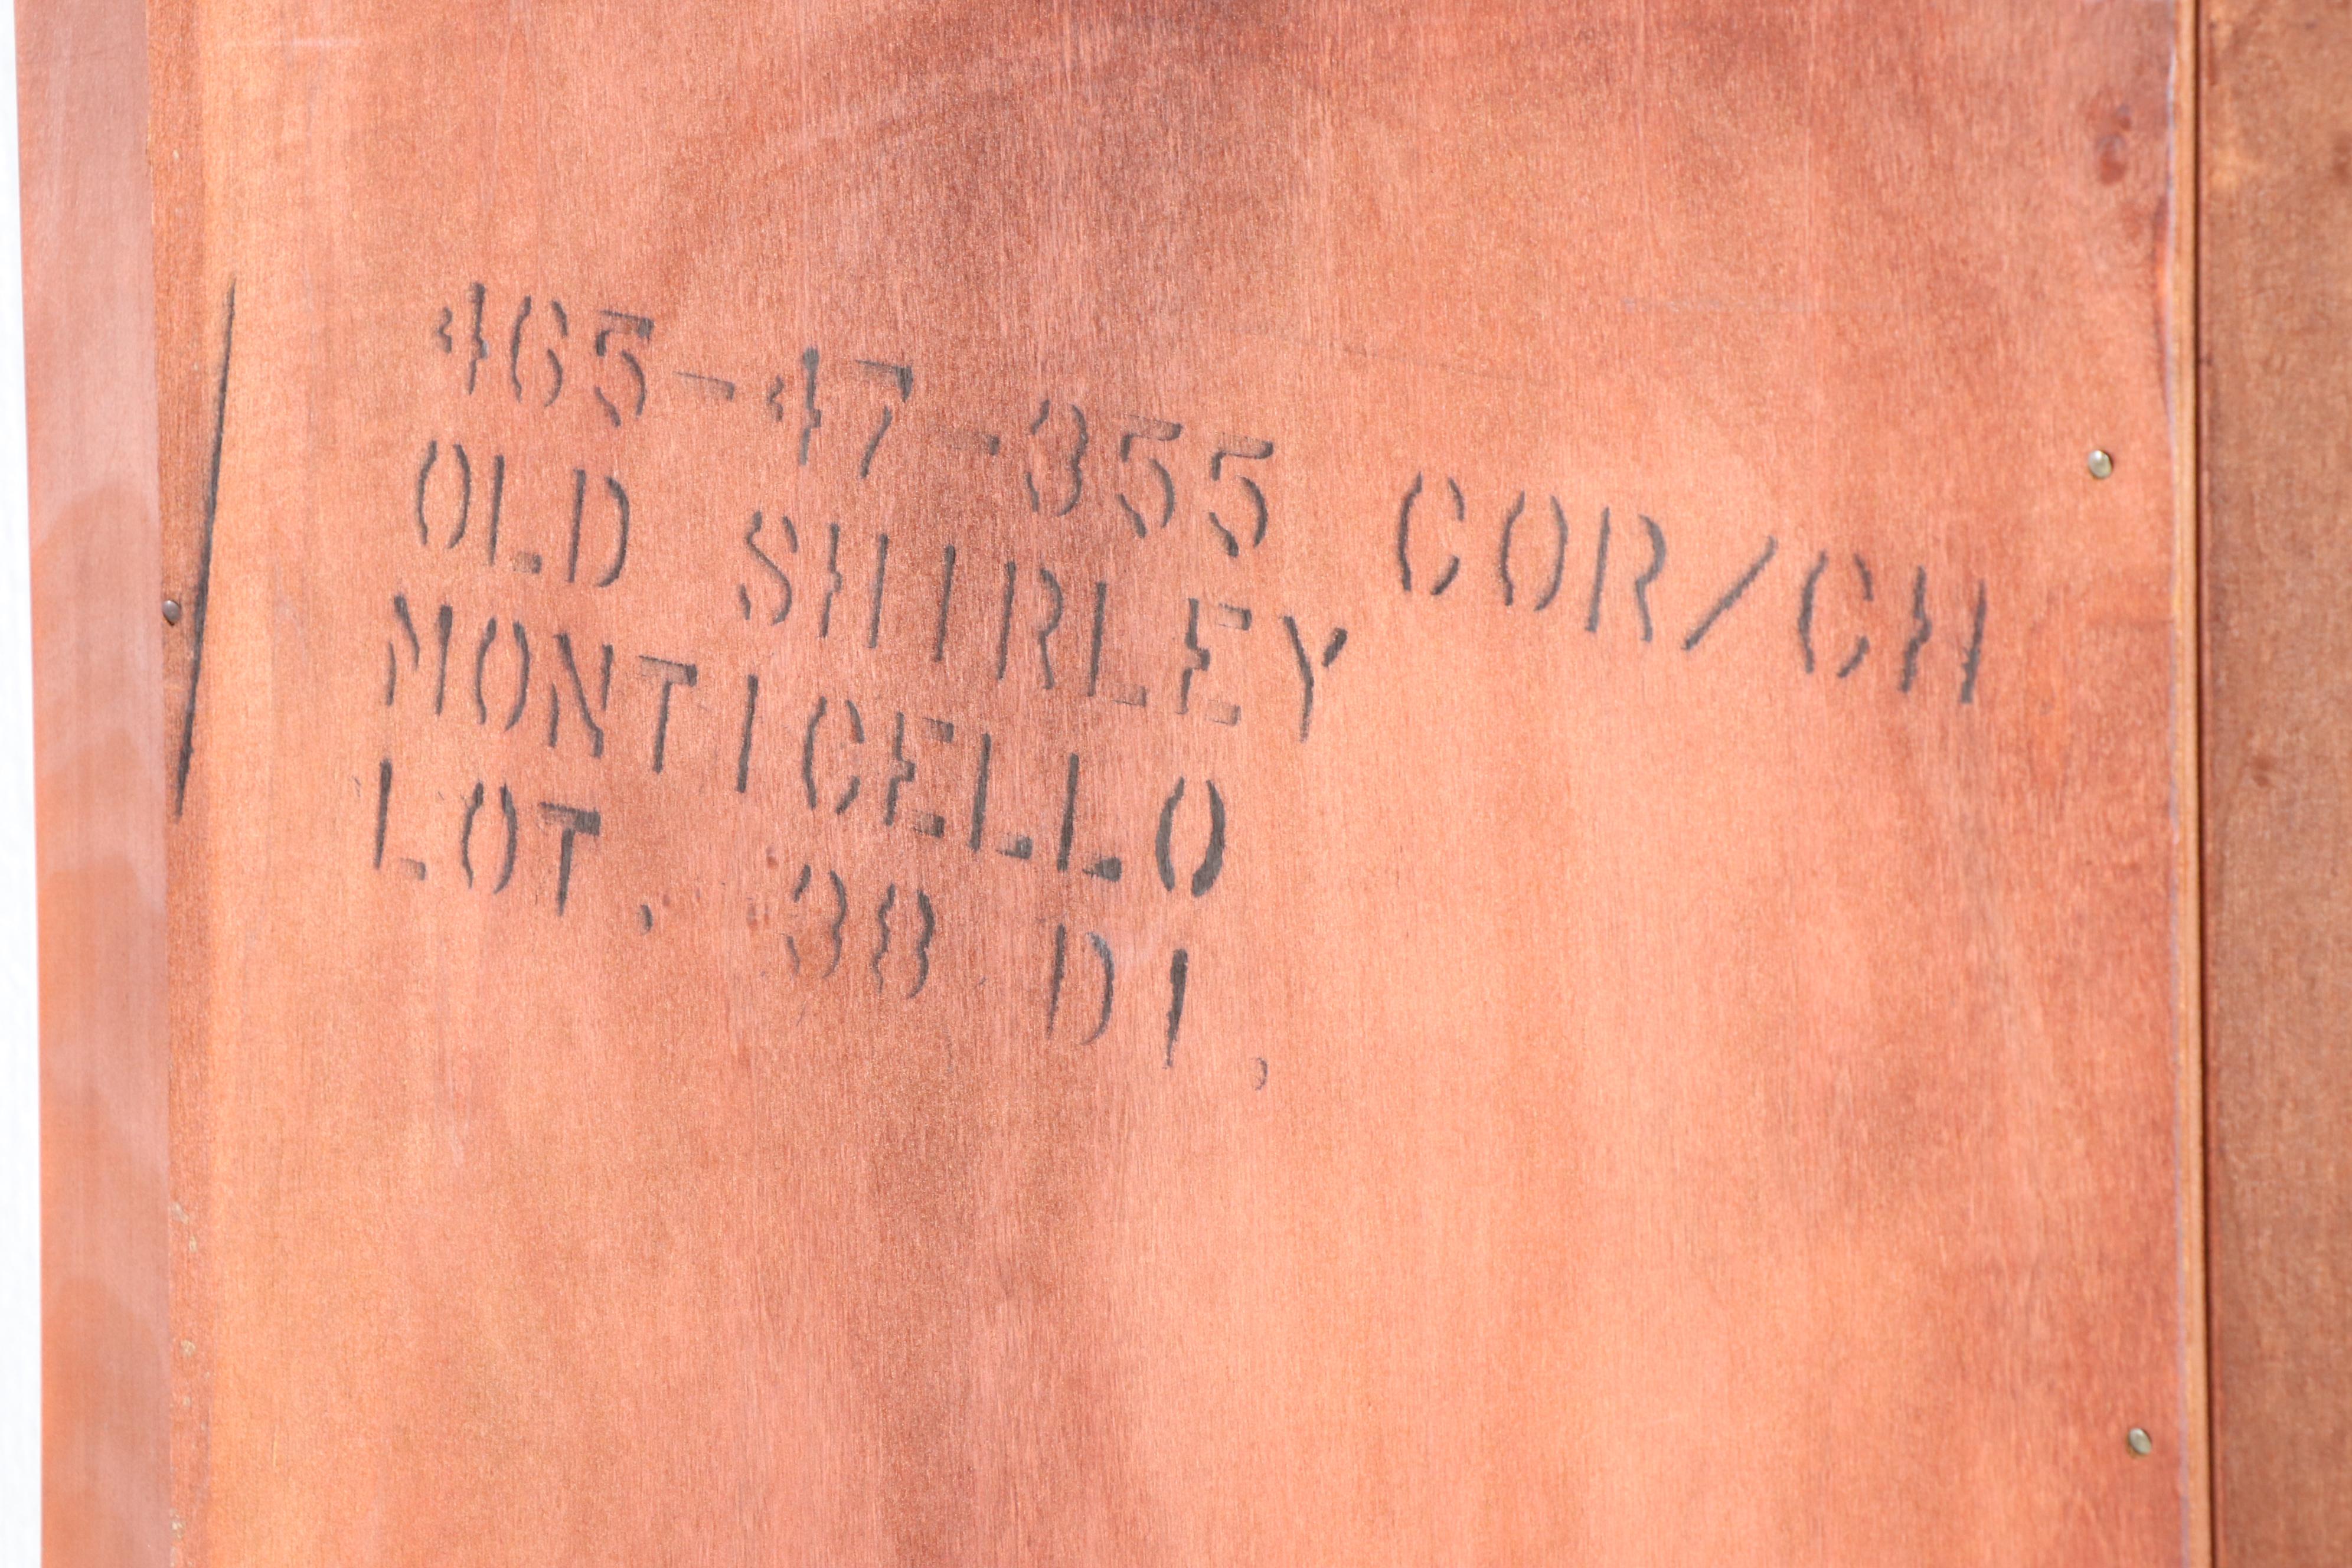 465-47-355 COR/CH
OLD SHIRLEY
MONTICELLO
LOT. 38 D1.